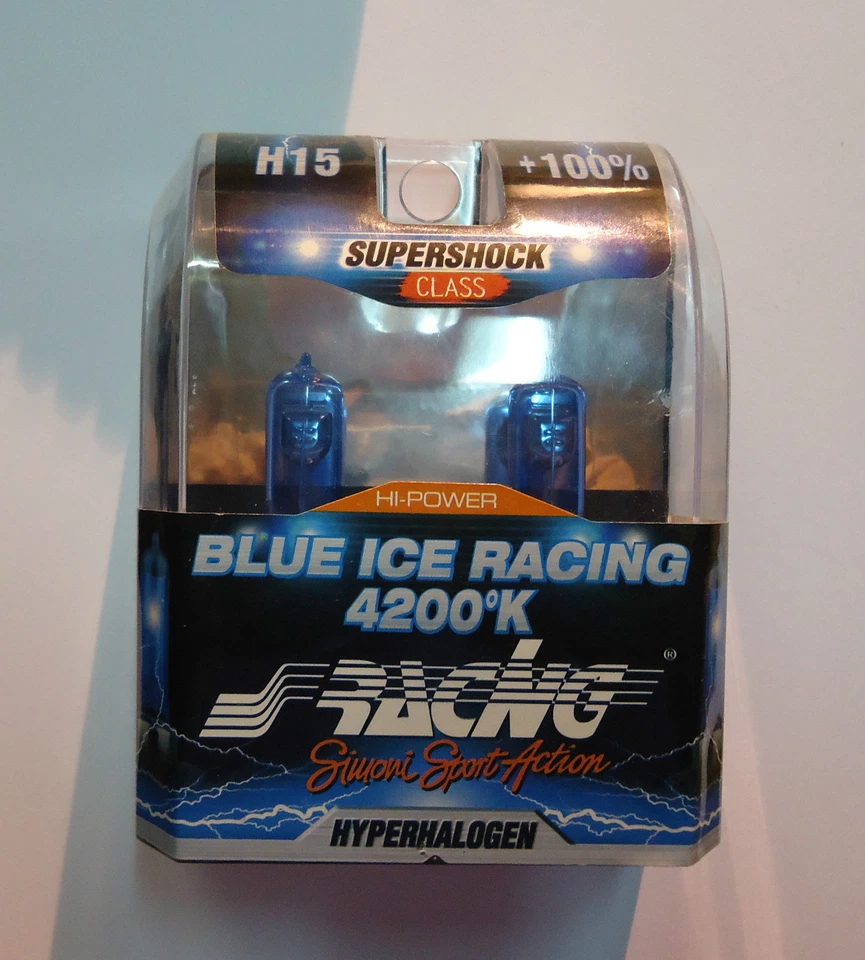 H15 +100%
SUPERSHOCK
CLASS
HI-POWER
BLUE ICE RACING
4200°K
RACING ®
Simoni Sport Action
HYPERHALOGEN